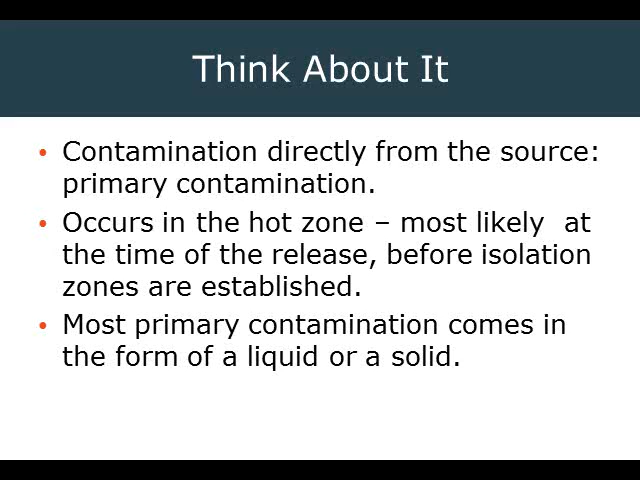 Think About It
• Contamination directly from the source:
primary contamination.
• Occurs in the hot zone – most likely  at
the time of the release, before isolation
zones are established.
• Most primary contamination comes in
the form of a liquid or a solid.